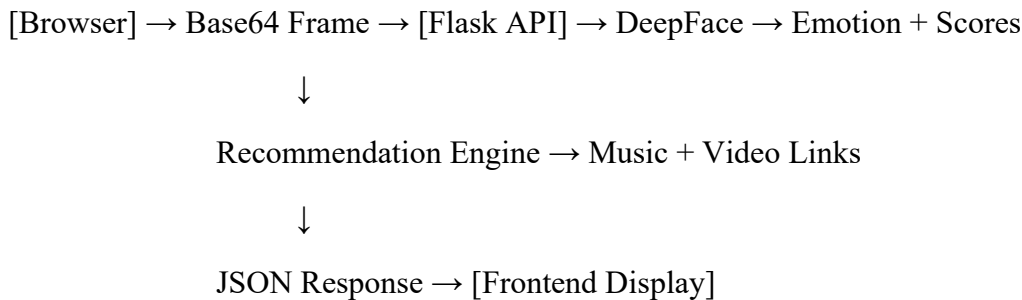 [Browser] → Base64 Frame → [Flask API] → DeepFace → Emotion + Scores
↓
Recommendation Engine → Music + Video Links
↓
JSON Response → [Frontend Display]